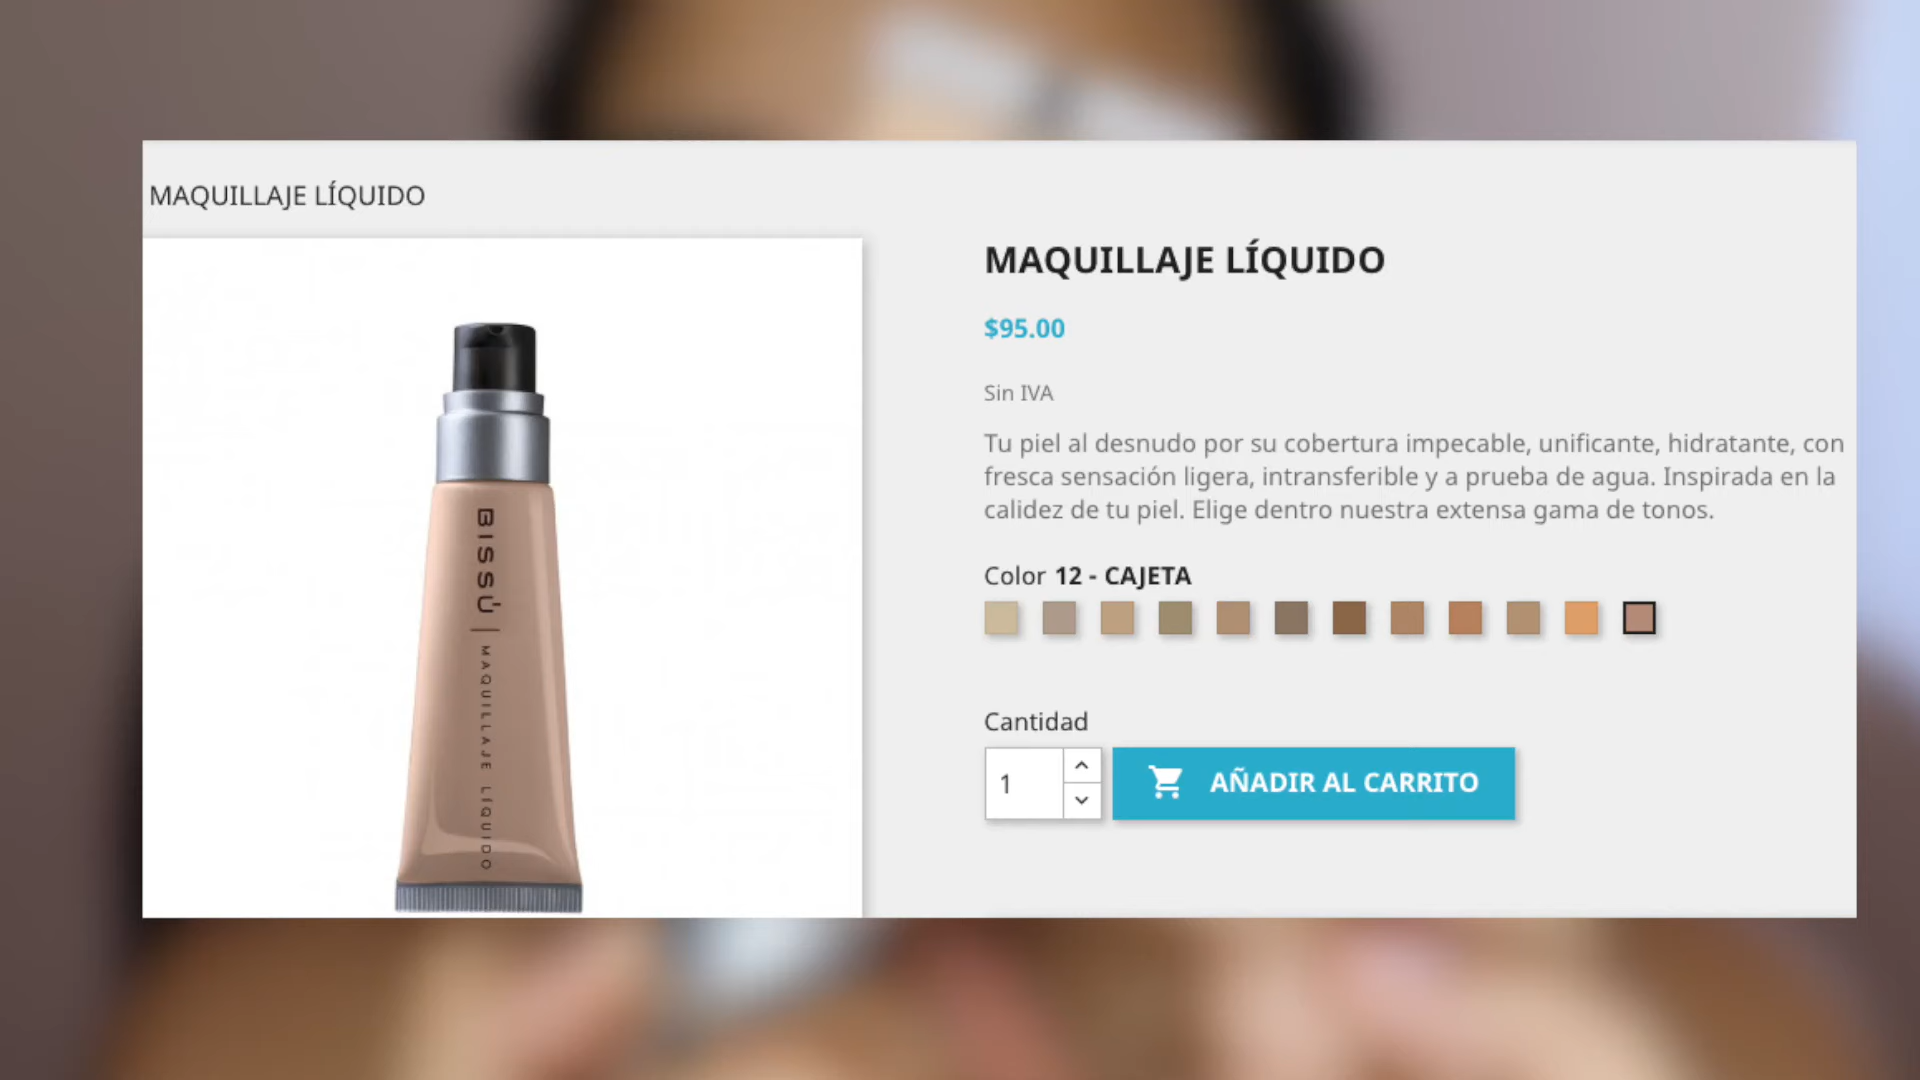 MAQUILLAJE LÍQUIDO
BISSÚ | MAQUILLAJE LÍQUIDO
MAQUILLAJE LÍQUIDO
$95.00
Sin IVA
Tu piel al desnudo por su cobertura impecable, unificante, hidratante, con
fresca sensación ligera, intransferible y a prueba de agua. Inspirada en la
calidez de tu piel. Elige dentro nuestra extensa gama de tonos.
Color 12 - CAJETA
Cantidad
1
AÑADIR AL CARRITO